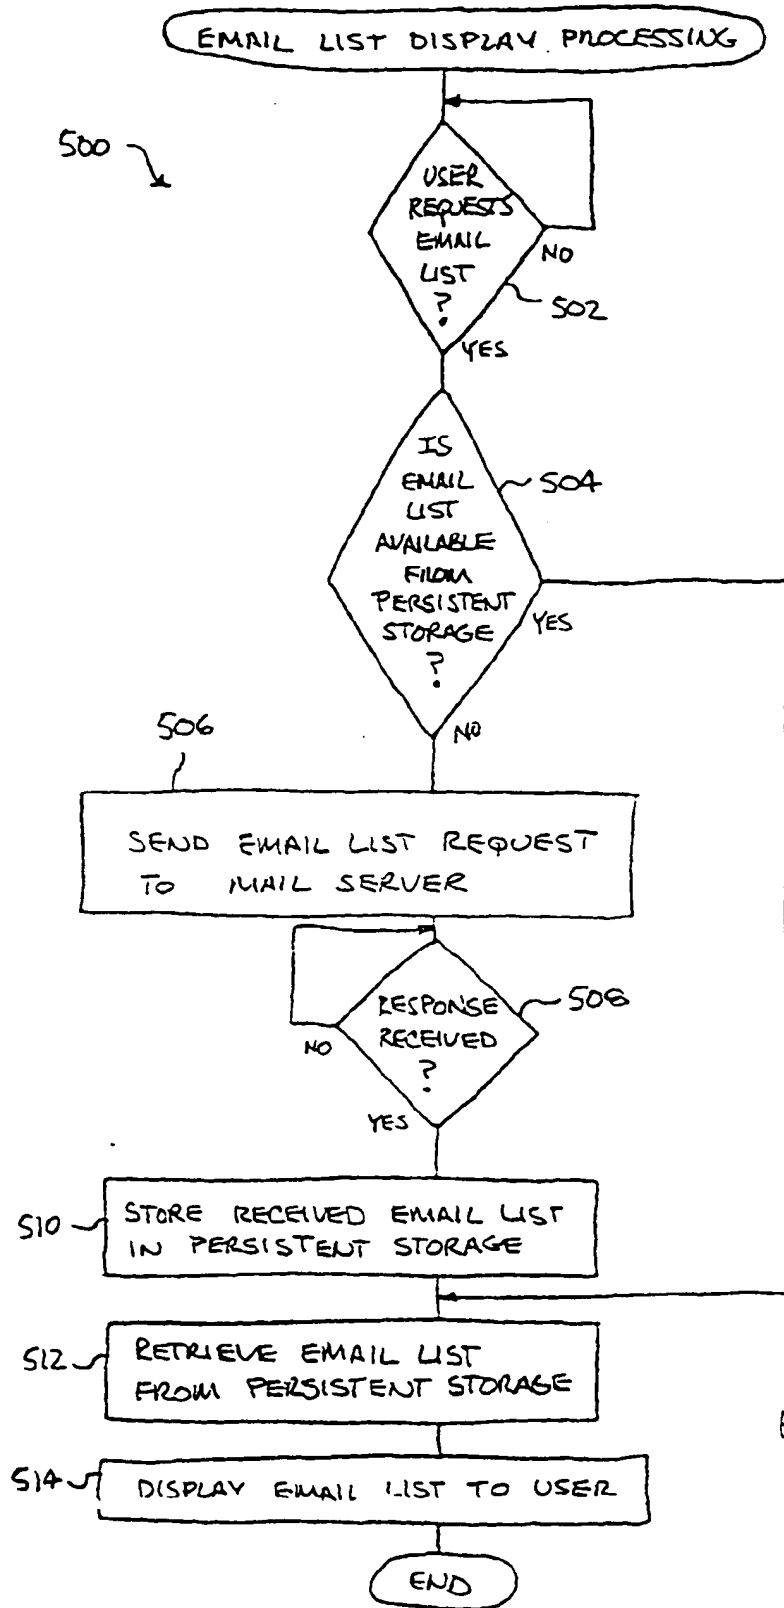 EMAIL LIST DISPLAY PROCESSING
500
USER
REQUESTS
EMAIL
LIST
?
NO
502
YES
IS
EMAIL
LIST
AVAILABLE
FROM
PERSISTENT
STORAGE
?
504
YES
NO
506
SEND EMAIL LIST REQUEST
TO MAIL SERVER
RESPONSE
RECEIVED
?
508
NO
YES
510
STORE RECEIVED EMAIL LIST
IN PERSISTENT STORAGE
512
RETRIEVE EMAIL LIST
FROM PERSISTENT STORAGE
514
DISPLAY EMAIL LIST TO USER
END